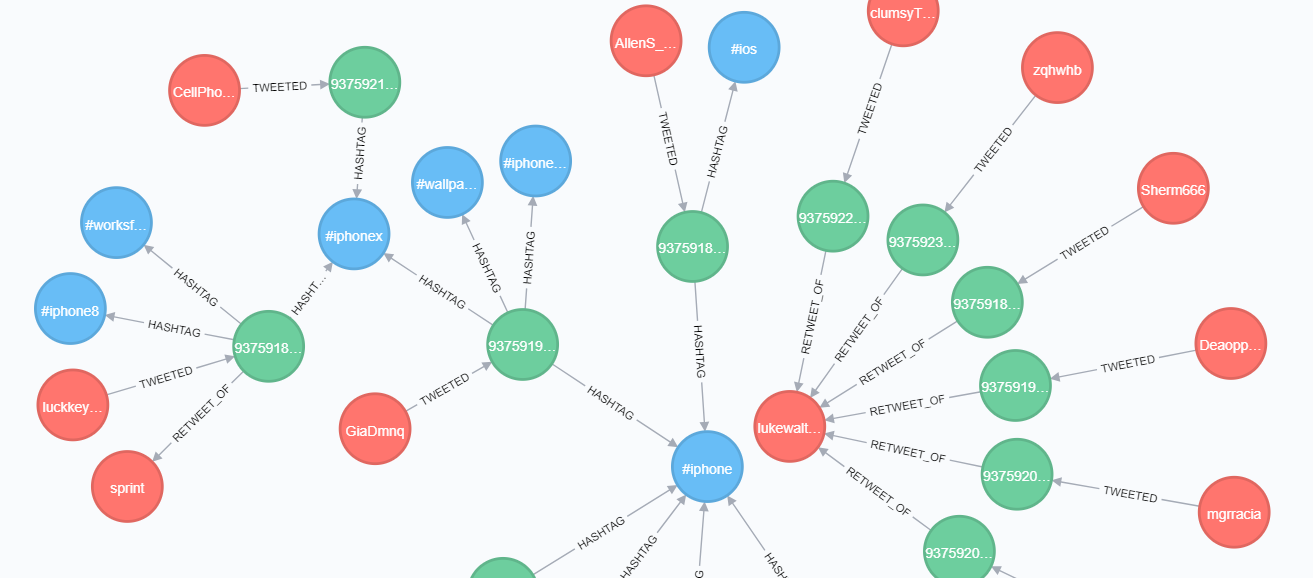 clumsyT...
AllenS_...
#ios
zqhwhb
CellPho...
TWEETED
9375921...
TWEETED
TWEETED
TWEETED
HASHTAG
HASHTAG
#iphone...
#wallpa...
Sherm666
#worksf...
#iphonex
9375922...
9375923...
9375918...
TWEETED
HASHTAG
HASHTAG
HASHTAG
HASHT...
HASHTAG
#iphone8
9375918...
RETWEET_OF
RETWEET_OF
HASHTAG
9375918...
9375919...
HASHTAG
RETWEET_OF
Deaopp...
TWEETED
TWEETED
TWEETED
9375919...
luckkey...
RETWEET_OF
HASHTAG
RETWEET_OF
GiaDmnq
lukewalt...
RETWEET_OF
#iphone
9375920...
sprint
RETWEET_OF
TWEETED
mgrracia
HASHTAG
HASHTAG
9375920...
HASH
G